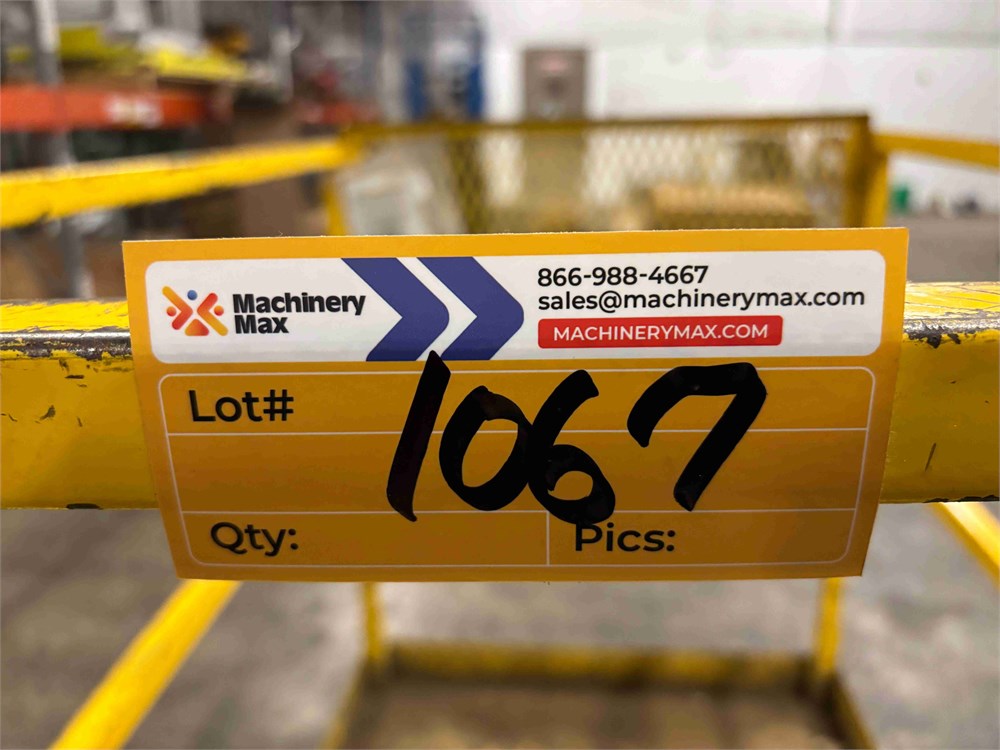 Machinery
Max
866-988-4667
sales@machinerymax.com
MACHINERYMAX.COM
Lot#
1067
Qty:
Pics: